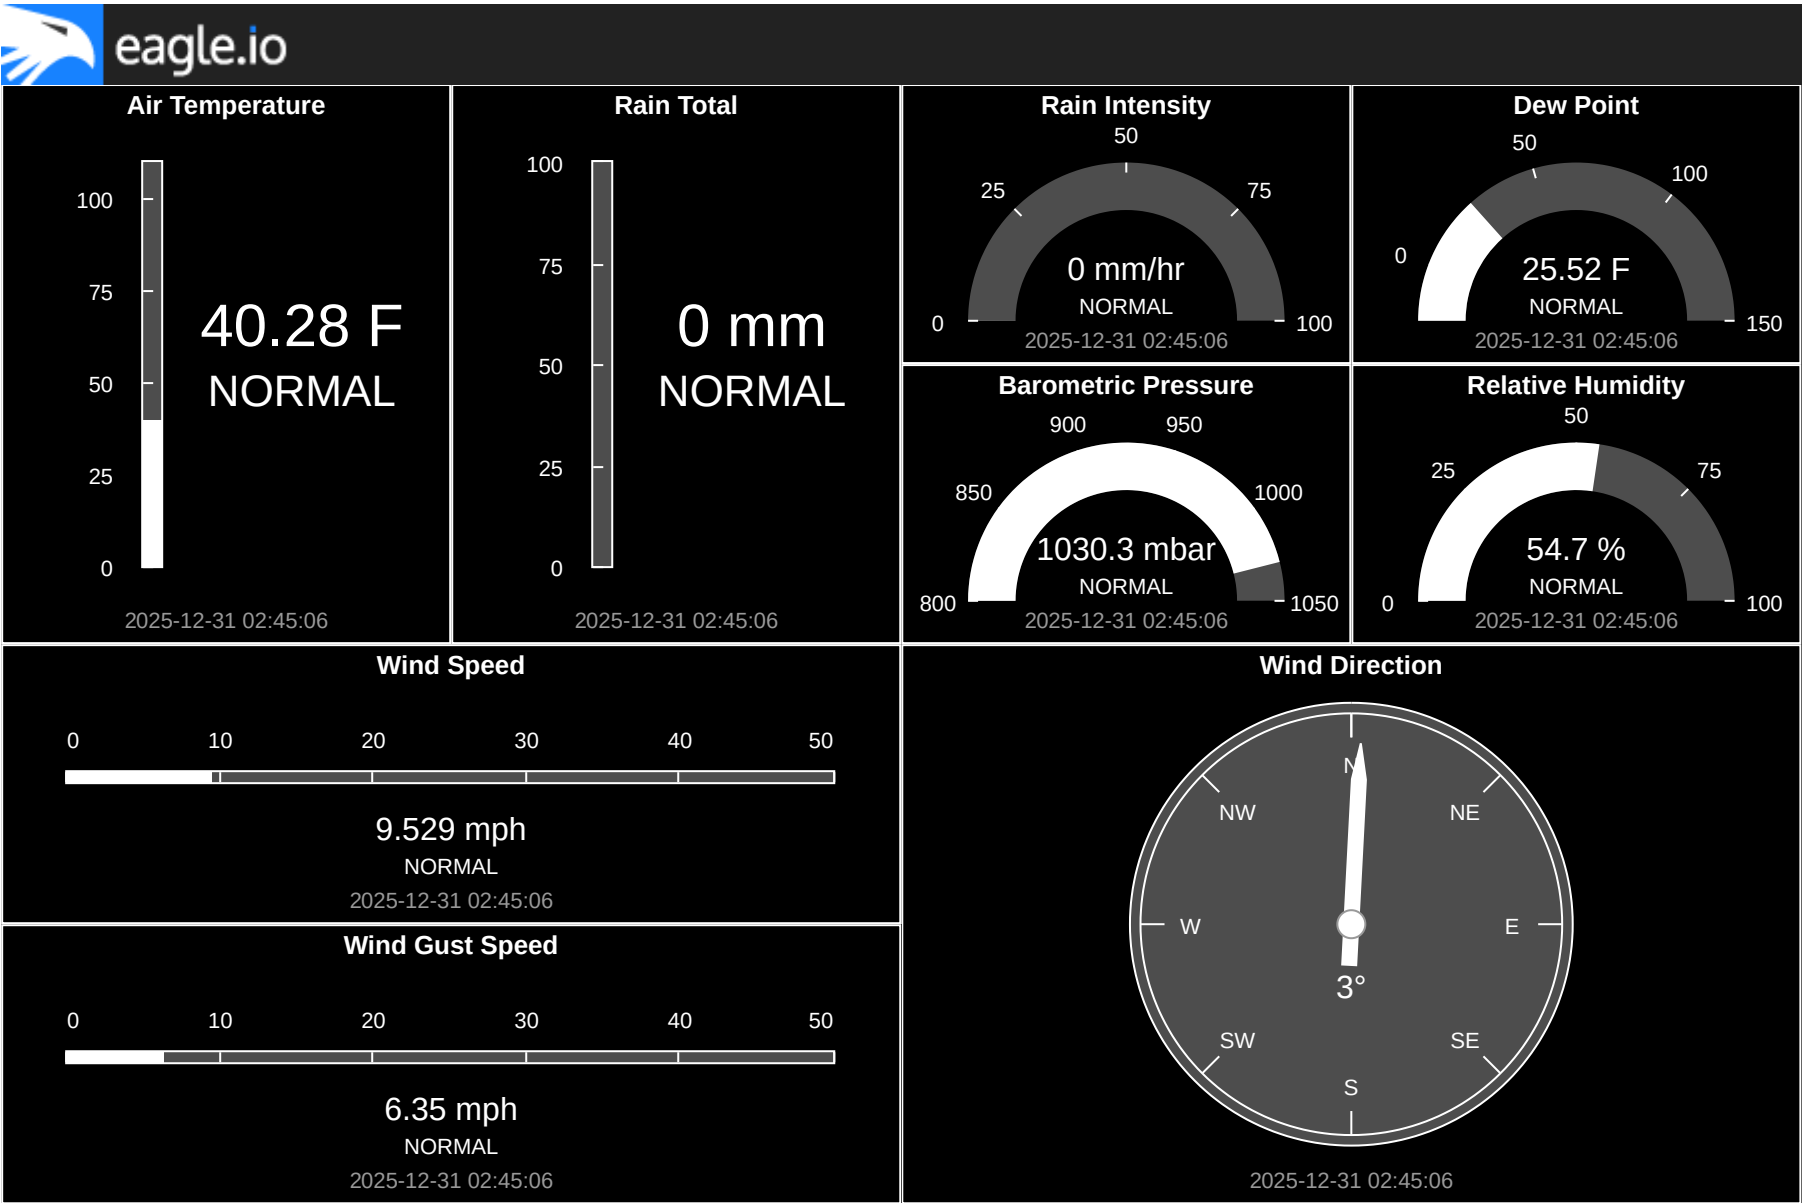 eagle.io
Air Temperature
100
75
50
25
0
40.28 F
NORMAL
2025-12-31 02:45:06
Rain Total
100
75
50
25
0
0 mm
NORMAL
2025-12-31 02:45:06
Rain Intensity
50
25
75
0
100
0 mm/hr
NORMAL
2025-12-31 02:45:06
Dew Point
50
100
0
150
25.52 F
NORMAL
2025-12-31 02:45:06
Barometric Pressure
900
950
850
1000
800
1050
1030.3 mbar
NORMAL
2025-12-31 02:45:06
Relative Humidity
50
25
75
0
100
54.7 %
NORMAL
2025-12-31 02:45:06
Wind Speed
0 10 20 30 40 50
9.529 mph
NORMAL
2025-12-31 02:45:06
Wind Gust Speed
0 10 20 30 40 50
6.35 mph
NORMAL
2025-12-31 02:45:06
Wind Direction
N
NW NE
W E
3°
SW SE
S
2025-12-31 02:45:06